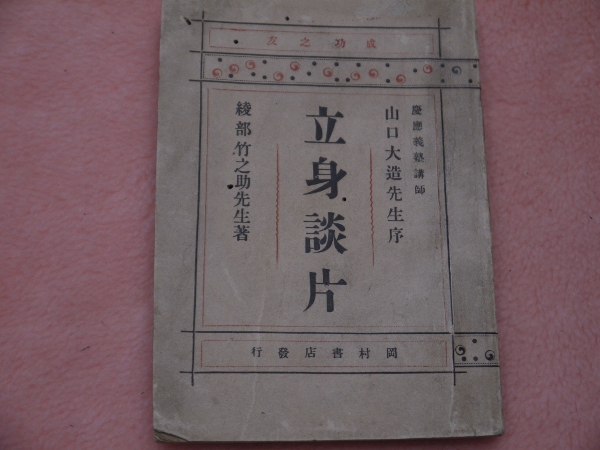 成功之友
慶應義塾講師
山口大造先生序
立身談片
綾部竹之助先生著
岡村書店發行